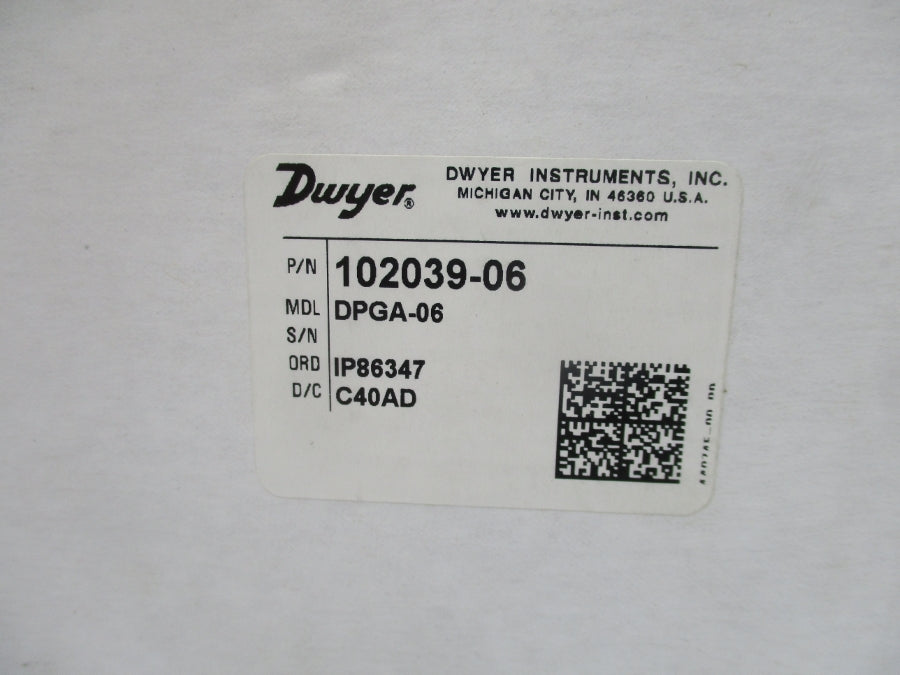 Dwyer®
DWYER INSTRUMENTS, INC.
MICHIGAN CITY, IN 46360 U.S.A.
www.dwyer-inst.com
P/N 102039-06
MDL DPGA-06
S/N
ORD IP86347
D/C C40AD